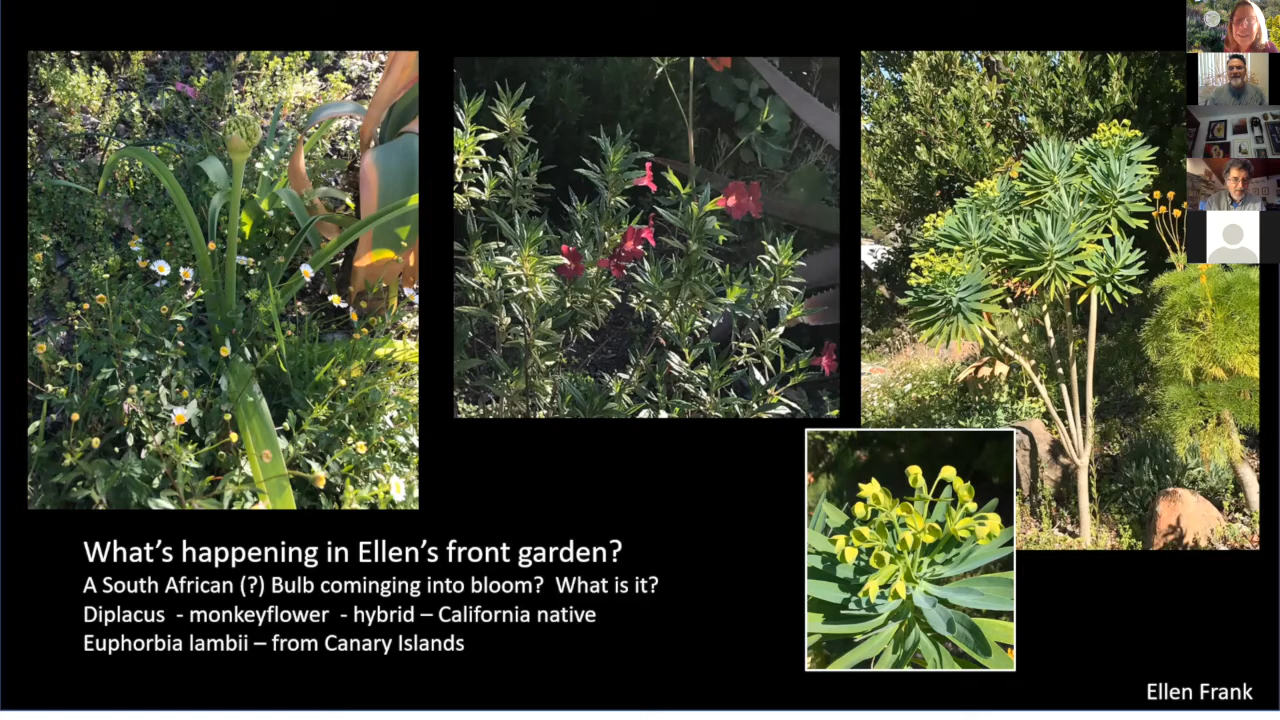 What's happening in Ellen's front garden?
A South African (?) Bulb cominging into bloom?  What is it?
Diplacus  - monkeyflower  - hybrid – California native
Euphorbia lambii – from Canary Islands
Ellen Frank